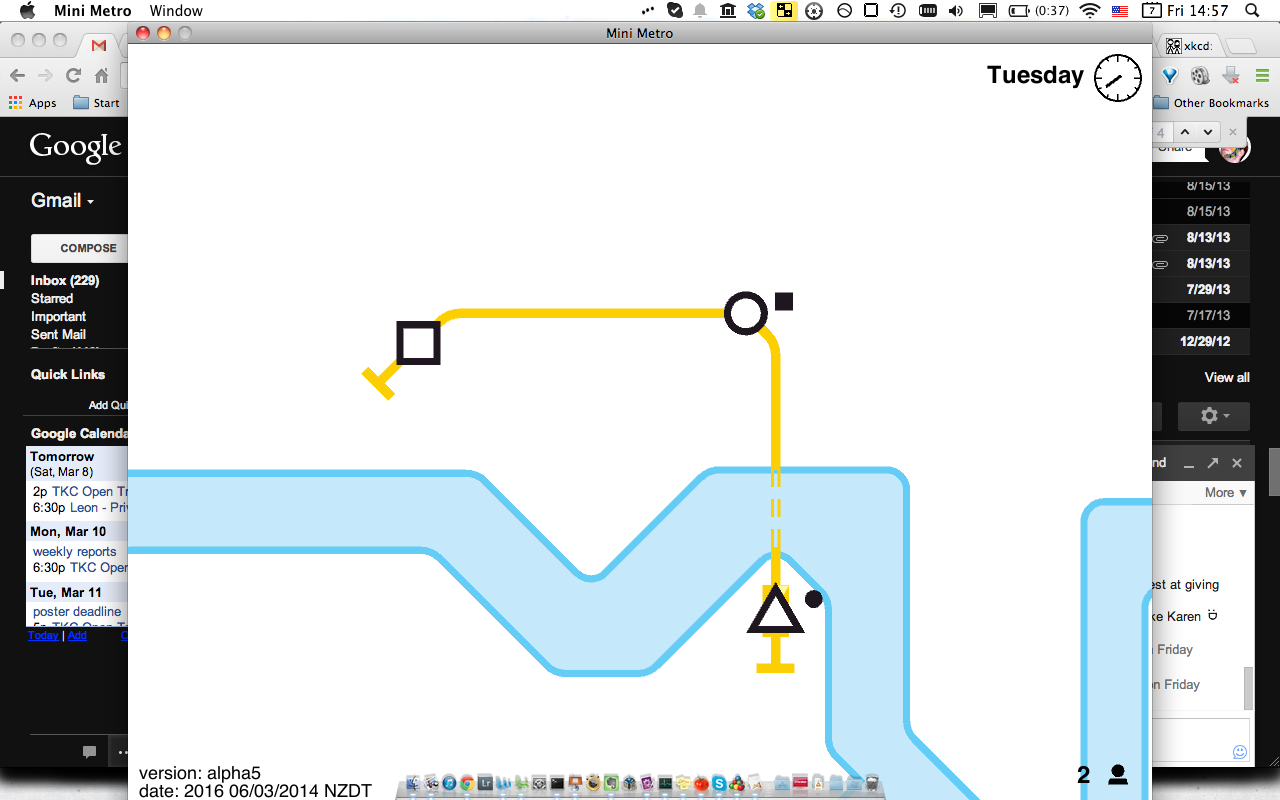 Mini Metro Window (0:37) 7 Fri 14:57
Mini Metro
xkcd:
Apps Start Other Bookmarks
4
Tuesday
Google
Share
Gmail
8/15/13
8/15/13
COMPOSE
8/13/13
Inbox (229)
8/13/13
Starred
7/29/13
Important
7/17/13
Sent Mail
12/29/12
Quick Links
View all
Add Qui
Google Calenda
Tomorrow
(Sat, Mar 8)
nd
2p TKC Open Tr
More
6:30p Leon - Priv
Mon, Mar 10
weekly reports
6:30p TKC Open
est at giving
Tue, Mar 11
poster deadline
ke Karen
Today | Add C
Friday
on Friday
version: alpha5
date: 2016 06/03/2014 NZDT
2